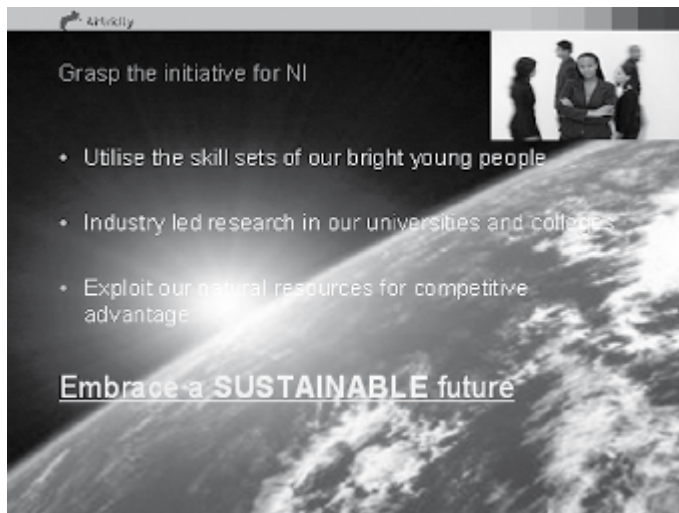 Airtricity
Grasp the initiative for NI
• Utilise the skill sets of our bright young people
• Industry led research in our universities and colleges
• Exploit our natural resources for competitive
advantage
Embrace a SUSTAINABLE future